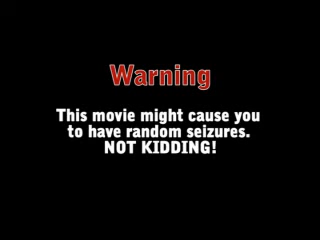 Warning
This movie might cause you
to have random seizures.
NOT KIDDING!